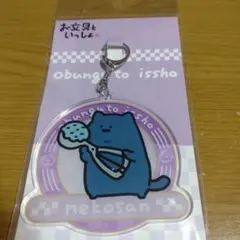 お文具と
いっしょ
obungu to issho
obungu to issho
nekosan